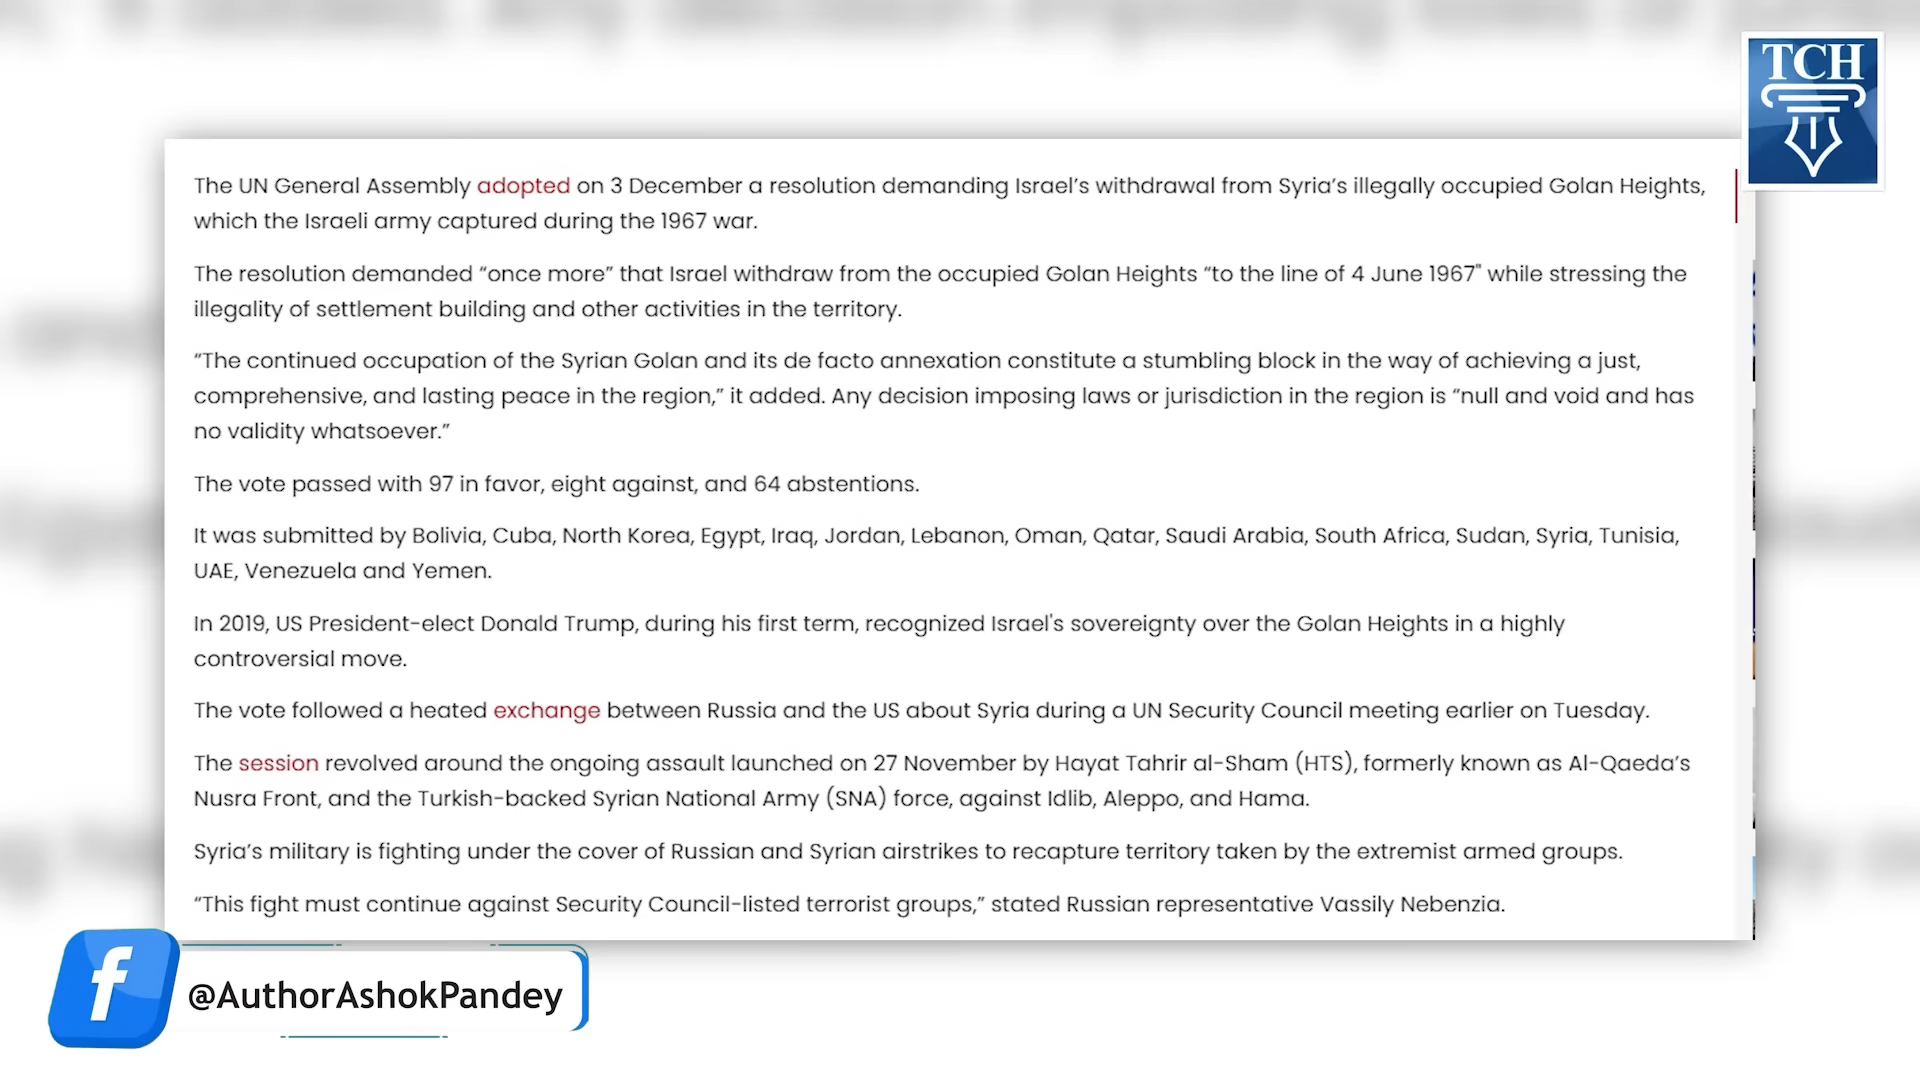 TCH
The UN General Assembly adopted on 3 December a resolution demanding Israel’s withdrawal from Syria’s illegally occupied Golan Heights,
which the Israeli army captured during the 1967 war.
The resolution demanded “once more” that Israel withdraw from the occupied Golan Heights “to the line of 4 June 1967" while stressing the
illegality of settlement building and other activities in the territory.
“The continued occupation of the Syrian Golan and its de facto annexation constitute a stumbling block in the way of achieving a just,
comprehensive, and lasting peace in the region,” it added. Any decision imposing laws or jurisdiction in the region is “null and void and has
no validity whatsoever.”
The vote passed with 97 in favor, eight against, and 64 abstentions.
It was submitted by Bolivia, Cuba, North Korea, Egypt, Iraq, Jordan, Lebanon, Oman, Qatar, Saudi Arabia, South Africa, Sudan, Syria, Tunisia,
UAE, Venezuela and Yemen.
In 2019, US President-elect Donald Trump, during his first term, recognized Israel's sovereignty over the Golan Heights in a highly
controversial move.
The vote followed a heated exchange between Russia and the US about Syria during a UN Security Council meeting earlier on Tuesday.
The session revolved around the ongoing assault launched on 27 November by Hayat Tahrir al-Sham (HTS), formerly known as Al-Qaeda’s
Nusra Front, and the Turkish-backed Syrian National Army (SNA) force, against Idlib, Aleppo, and Hama.
Syria’s military is fighting under the cover of Russian and Syrian airstrikes to recapture territory taken by the extremist armed groups.
“This fight must continue against Security Council-listed terrorist groups,” stated Russian representative Vassily Nebenzia.
@AuthorAshokPandey